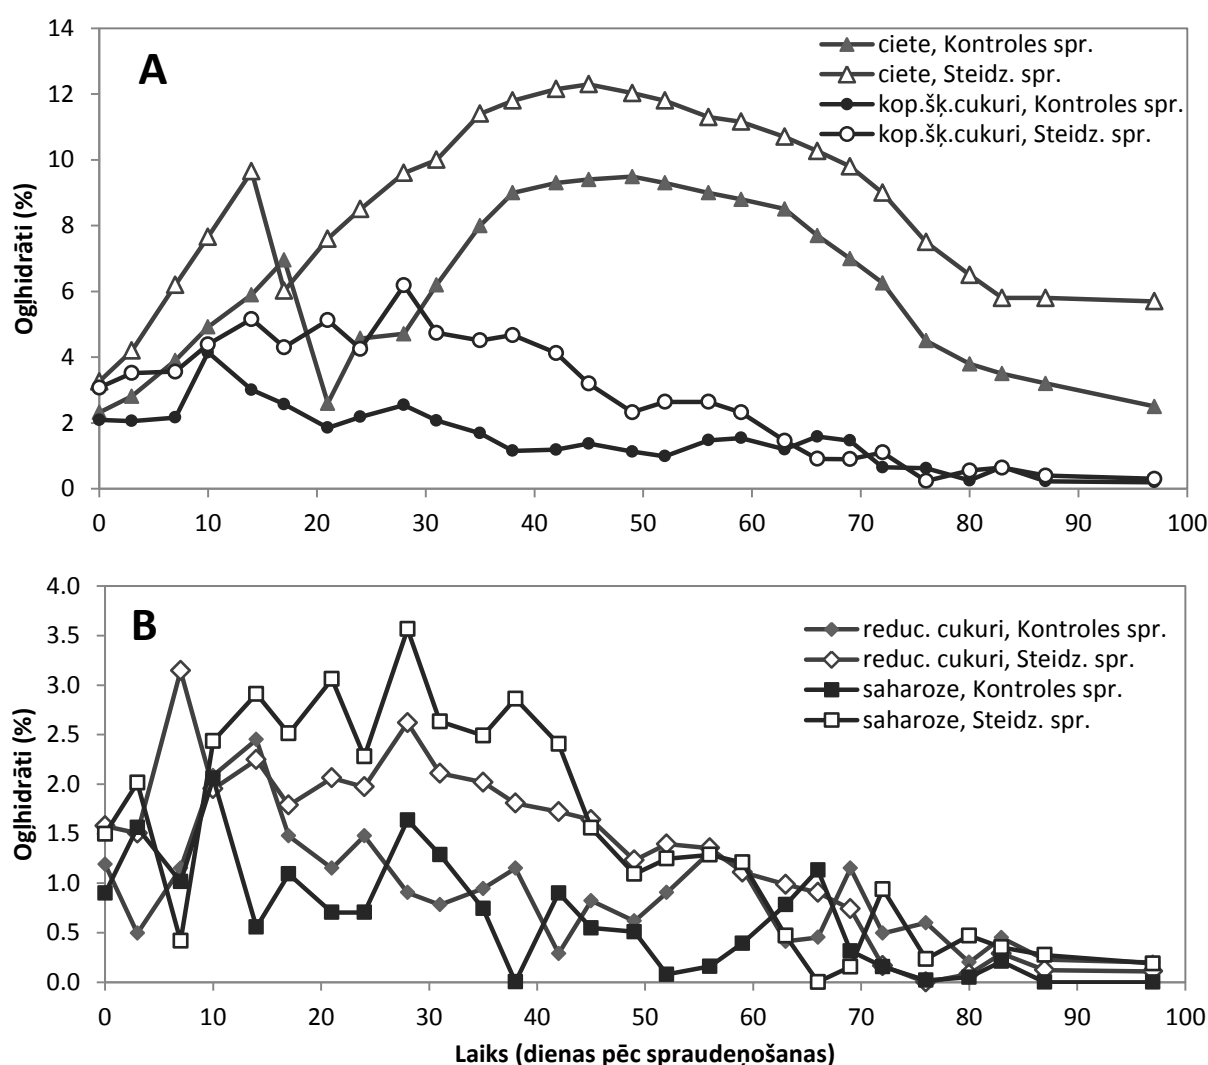 A
ciete, Kontroles spr.
ciete, Steidz. spr.
kop.šķ.cukuri, Kontroles spr.
kop.šķ.cukuri, Steidz. spr.
Ogļhidrāti (%)
14
12
10
8
6
4
2
0
0 10 20 30 40 50 60 70 80 90 100
B
reduc. cukuri, Kontroles spr.
reduc. cukuri, Steidz. spr.
saharoze, Kontroles spr.
saharoze, Steidz. spr.
Ogļhidrāti (%)
4.0
3.5
3.0
2.5
2.0
1.5
1.0
0.5
0.0
0 10 20 30 40 50 60 70 80 90 100
Laiks (dienas pēc spraudeņošanas)